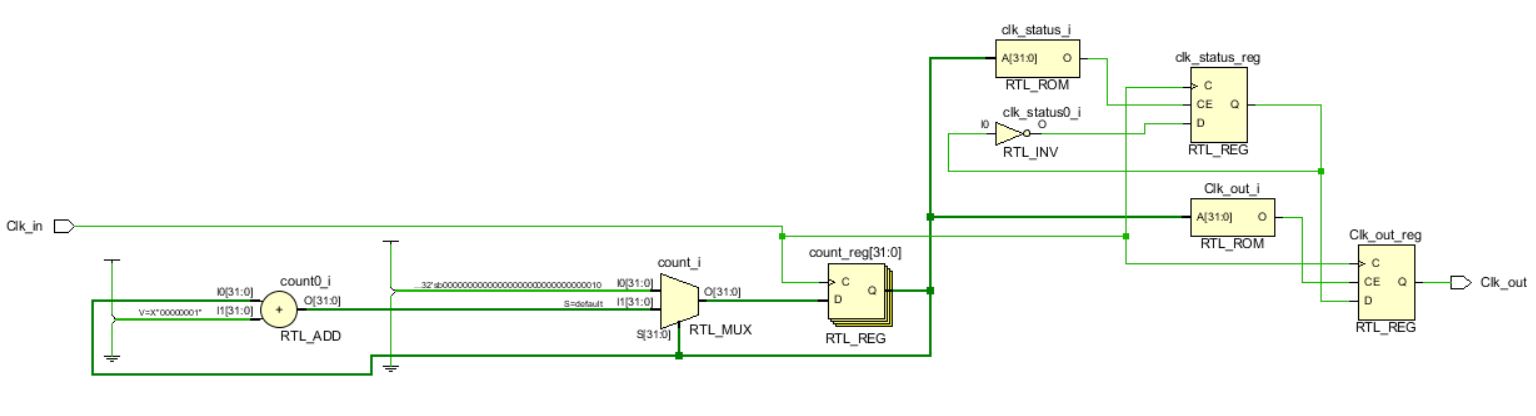 clk_status_i
A[31:0] O
RTL_ROM
clk_status_reg
C
CE Q
D
RTL_REG
clk_status0_i
I0 O
RTL_INV
Clk_out_i
A[31:0] O
RTL_ROM
Clk_in
Clk_out_reg
C
CE Q
D
RTL_REG
Clk_out
count_reg[31:0]
C
D Q
RTL_REG
count_i
I0[31:0]
I1[31:0] O[31:0]
S=default
S[31:0]
RTL_MUX
count0_i
I0[31:0] O[31:0]
V=X"00000001" I1[31:0]
+
RTL_ADD